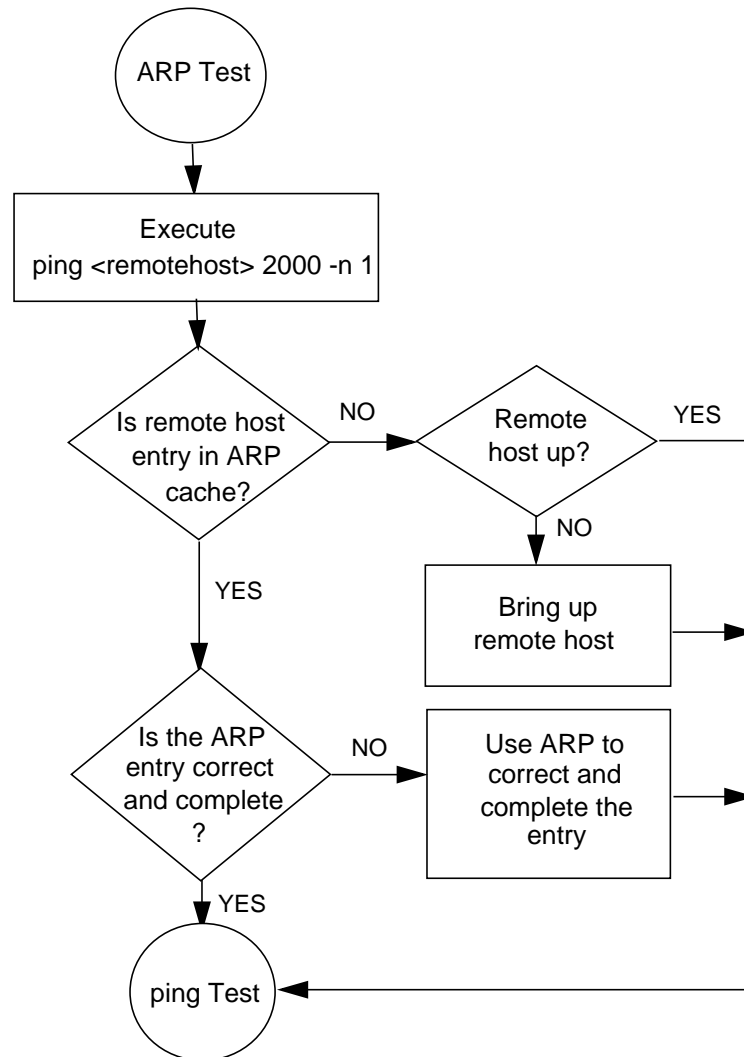 ARP Test
Execute
ping <remotehost> 2000 -n 1
Is remote host
entry in ARP
cache?
NO
Remote
host up?
YES
NO
Bring up
remote host
YES
Is the ARP
entry correct
and complete
?
NO
Use ARP to
correct and
complete the
entry
YES
ping Test